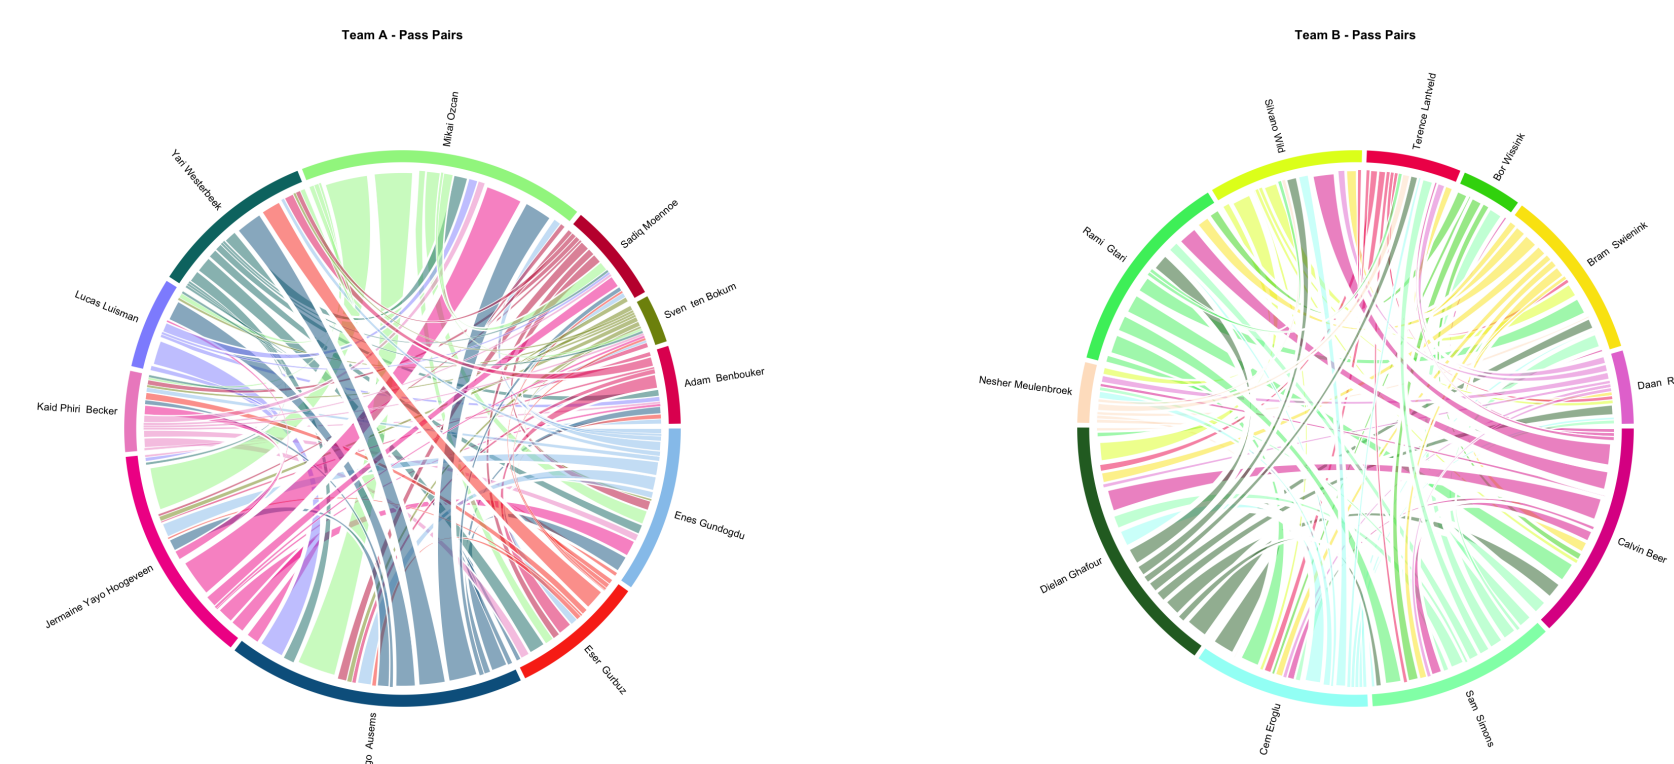 Team A - Pass Pairs
Team B - Pass Pairs
Mikai Ozcan
Yari Westerbeek
Sadiq Moennoe
Lucas Luisman
Sven ten Bokum
Kaid Phiri Becker
Adam Benbouker
Jermaine Yayo Hoogeveen
Enes Gundogdu
go Ausems
Eser Gurbuz
Terence Lantveld
Silvano Wild
Bor Wissink
Rami Gtari
Bram Swienink
Nesher Meulenbroek
Daan R
Dielan Ghafour
Calvin Beer
Cem Eroglu
Sam Simons